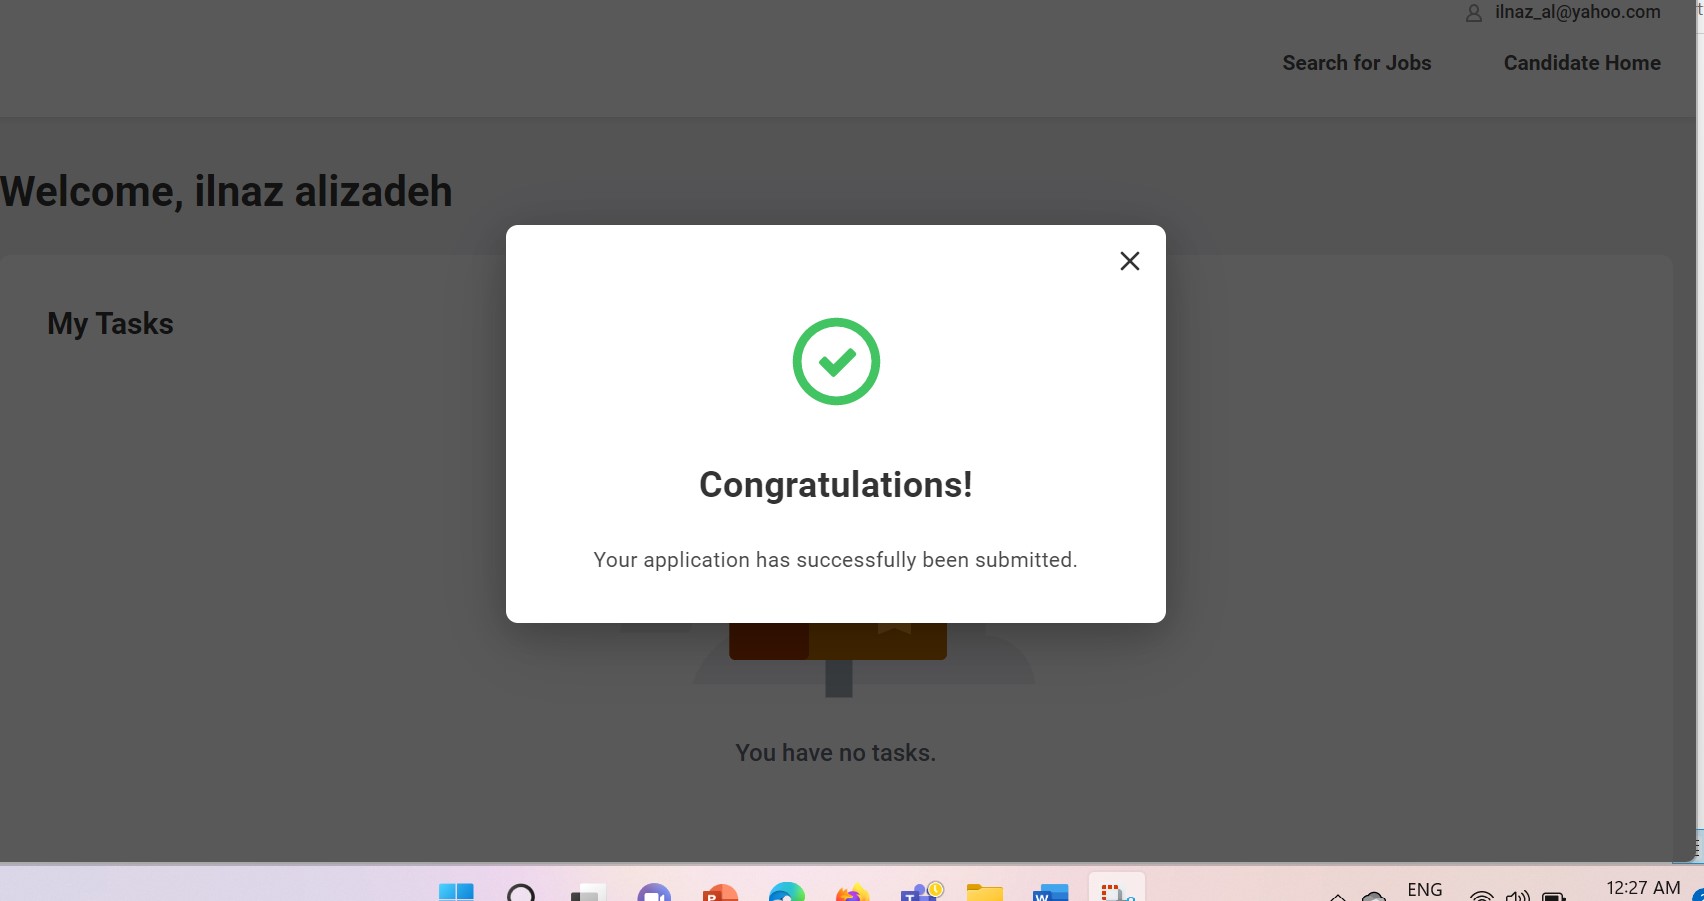 ilnaz_al@yahoo.com
Search for Jobs
Candidate Home
Welcome, ilnaz alizadeh
My Tasks
Congratulations!
Your application has successfully been submitted.
You have no tasks.
ENG
12:27 AM